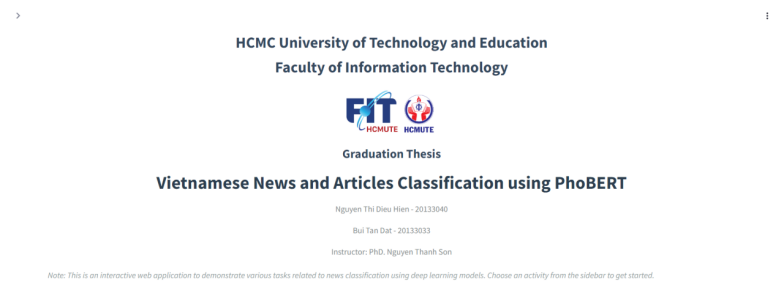 HCMC University of Technology and Education
Faculty of Information Technology
FIT
HCMUTE HCMUTE
Graduation Thesis
Vietnamese News and Articles Classification using PhoBERT
Nguyen Thi Dieu Hien - 20133040
Bui Tan Dat - 20133033
Instructor: PhD. Nguyen Thanh Son
Note: This is an interactive web application to demonstrate various tasks related to news classification using deep learning models. Choose an activity from the sidebar to get started.